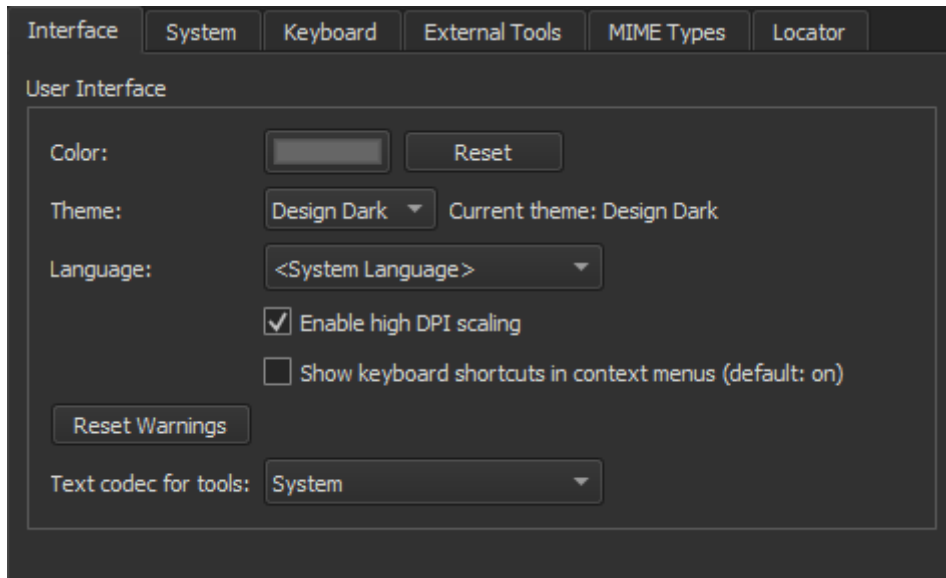 Interface System Keyboard External Tools MIME Types Locator
User Interface
Color: Reset
Theme: Design Dark Current theme: Design Dark
Language: <System Language>
Enable high DPI scaling
Show keyboard shortcuts in context menus (default: on)
Reset Warnings
Text codec for tools: System